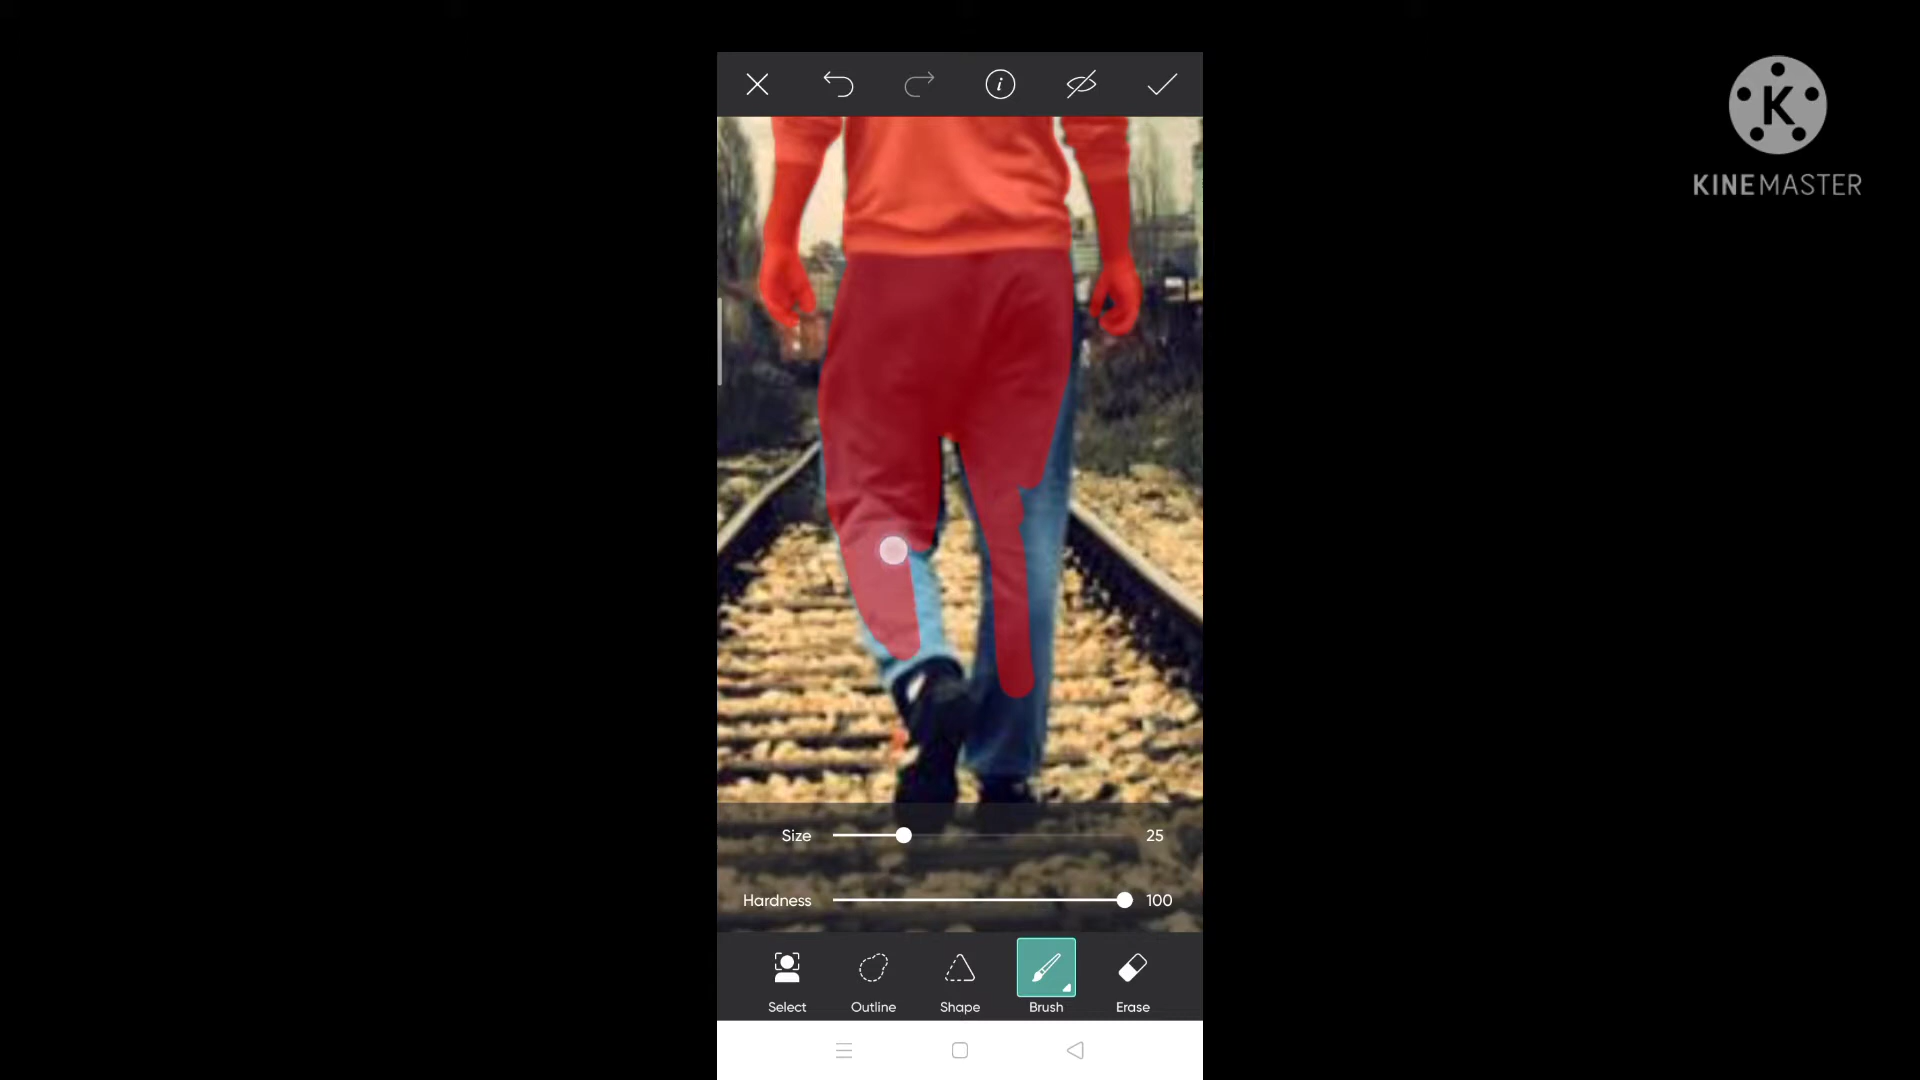 K
KINEMASTER
Size 25
Hardness 100
Select Outline Shape Brush Erase